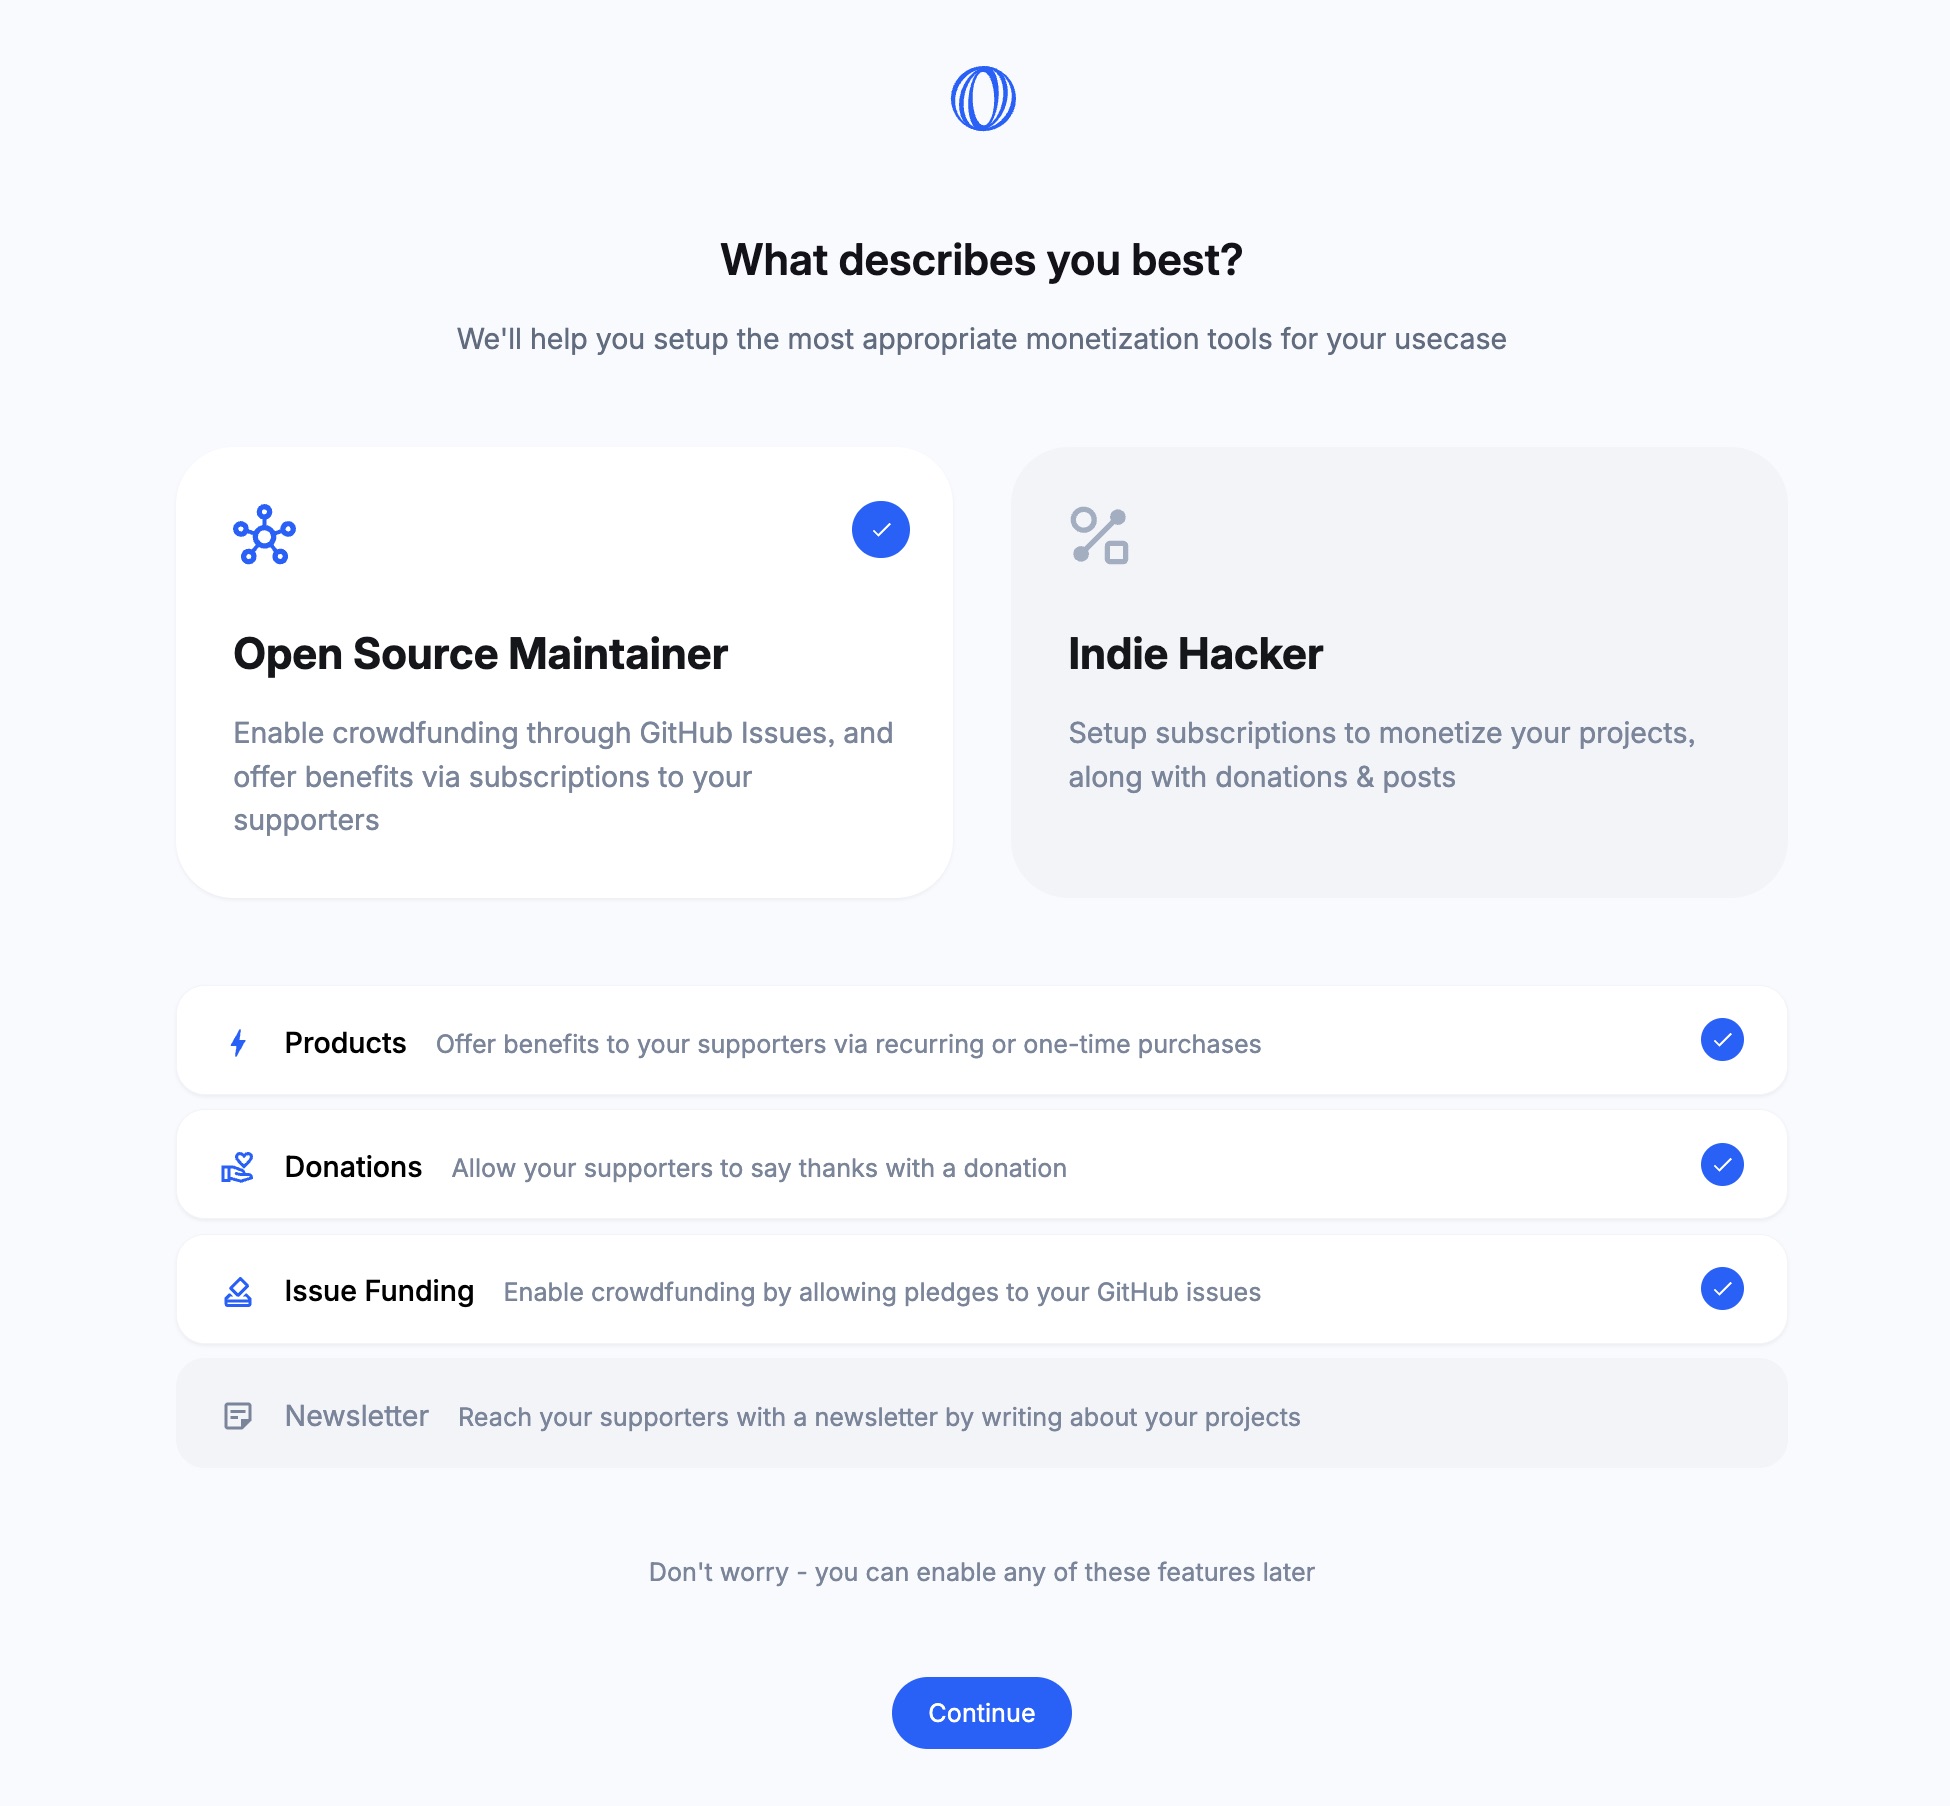 What describes you best?
We'll help you setup the most appropriate monetization tools for your usecase
Open Source Maintainer
Enable crowdfunding through GitHub Issues, and
offer benefits via subscriptions to your
supporters
Indie Hacker
Setup subscriptions to monetize your projects,
along with donations & posts
Products Offer benefits to your supporters via recurring or one-time purchases
Donations Allow your supporters to say thanks with a donation
Issue Funding Enable crowdfunding by allowing pledges to your GitHub issues
Newsletter Reach your supporters with a newsletter by writing about your projects
Don't worry - you can enable any of these features later
Continue